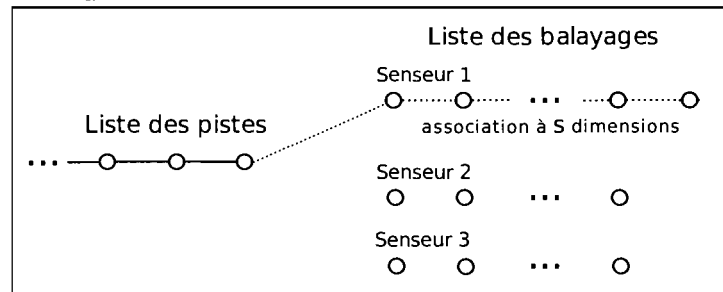 Liste des balayages
Senseur 1
Liste des pistes
association à S dimensions
Senseur 2
Senseur 3